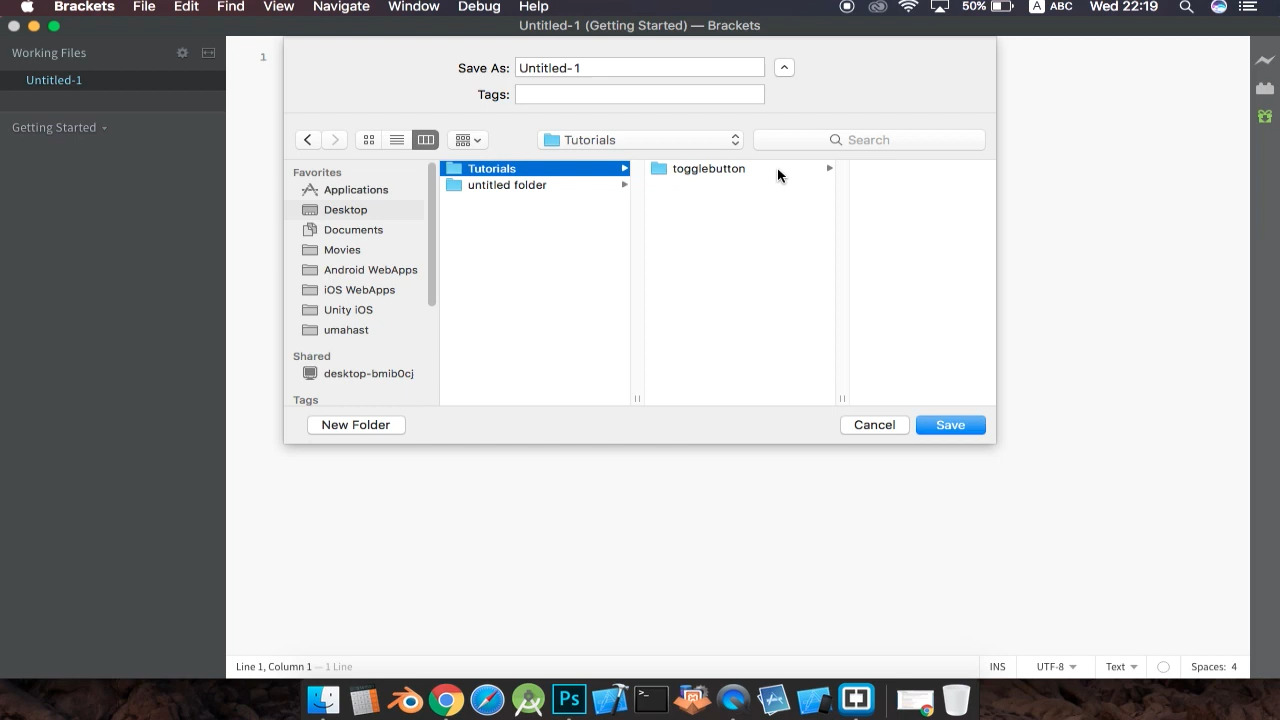 Brackets File Edit Find View Navigate Window Debug Help 50% A ABC Wed 22:19
Untitled-1 (Getting Started) — Brackets
Working Files
Untitled-1
Getting Started
1
Save As: Untitled-1
Tags:
Tutorials
Search
Favorites
Applications
Desktop
Documents
Movies
Android WebApps
iOS WebApps
Unity iOS
umahast
Shared
desktop-bmib0cj
Tags
Tutorials
untitled folder
togglebutton
New Folder
Cancel
Save
Line 1, Column 1 — 1 Line
INS
UTF-8
Text
Spaces: 4
Ps
>_